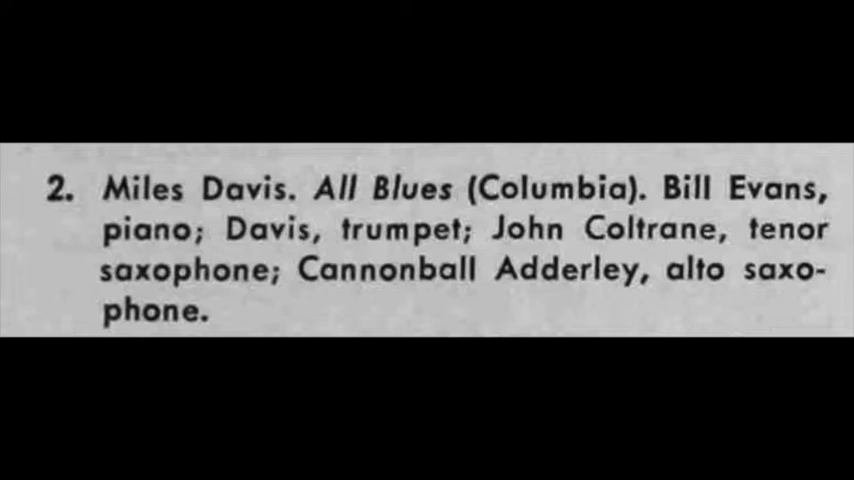 2. Miles Davis. All Blues (Columbia). Bill Evans,
piano; Davis, trumpet; John Coltrane, tenor
saxophone; Cannonball Adderley, alto saxo-
phone.